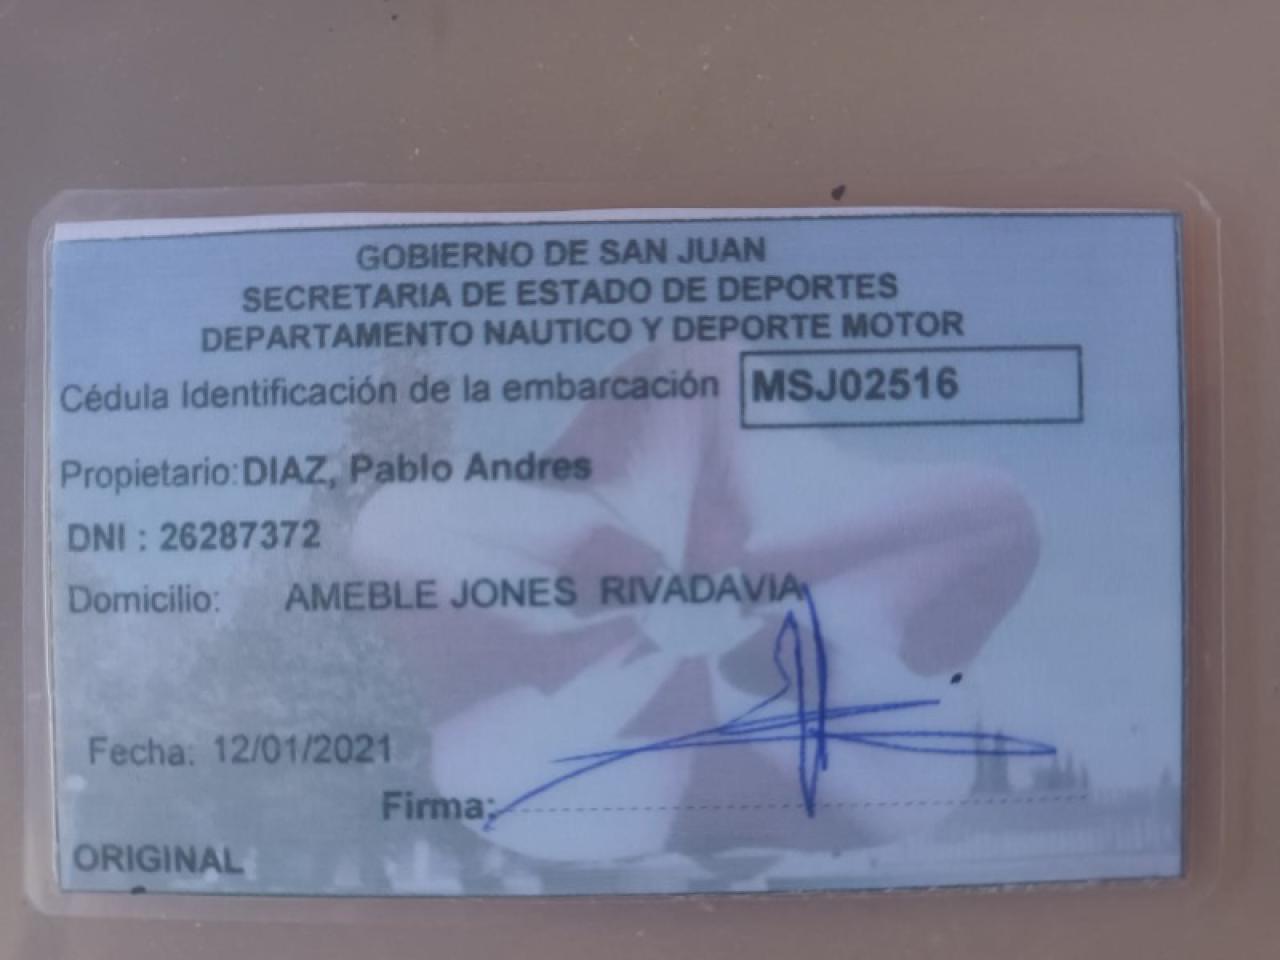 GOBIERNO DE SAN JUAN
SECRETARIA DE ESTADO DE DEPORTES
DEPARTAMENTO NAUTICO Y DEPORTE MOTOR
Cédula Identificación de la embarcación MSJ02516
Propietario:DIAZ, Pablo Andres
DNI : 26287372
Domicilio: AMEBLE JONES RIVADAVIA
Fecha: 12/01/2021
Firma:
ORIGINAL